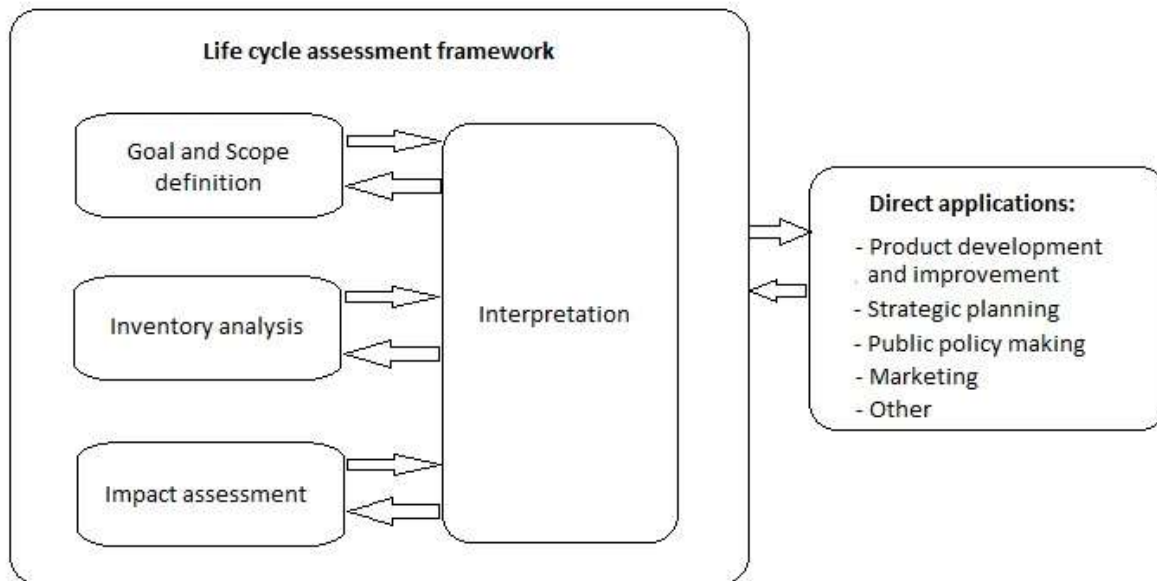 Life cycle assessment framework
Goal and Scope
definition
Inventory analysis
Impact assessment
Interpretation
Direct applications:
- Product development
and improvement
- Strategic planning
- Public policy making
- Marketing
- Other